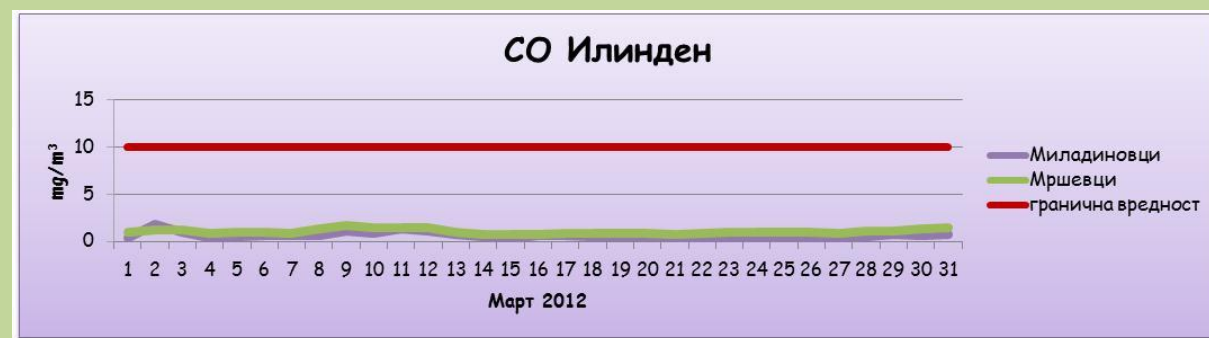 СО Илинден
15
10
5
0
mg/m³
1 2 3 4 5 6 7 8 9 10 11 12 13 14 15 16 17 18 19 20 21 22 23 24 25 26 27 28 29 30 31
Март 2012
Миладиновци
Мршевци
гранична вредност